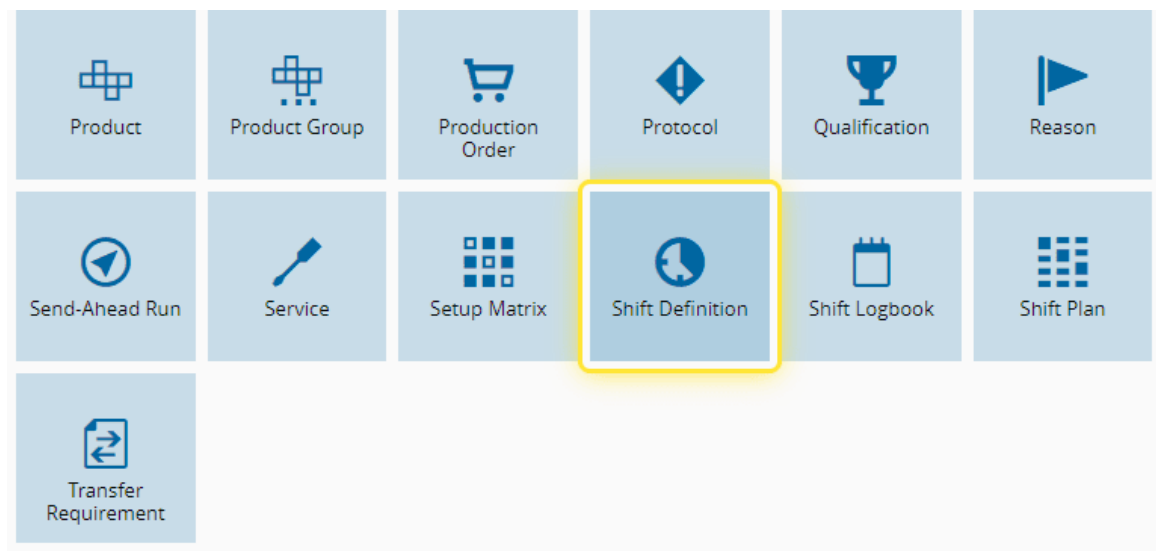 Product
Product Group
Production
Order
Protocol
Qualification
Reason
Send-Ahead Run
Service
Setup Matrix
Shift Definition
Shift Logbook
Shift Plan
Transfer
Requirement